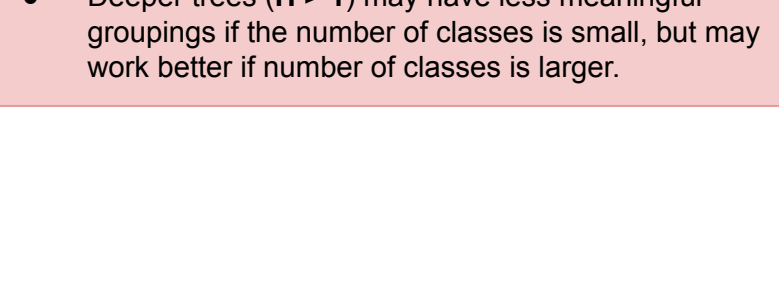 ● Deeper trees (H > 1) may have less meaningful
groupings if the number of classes is small, but may
work better if number of classes is larger.